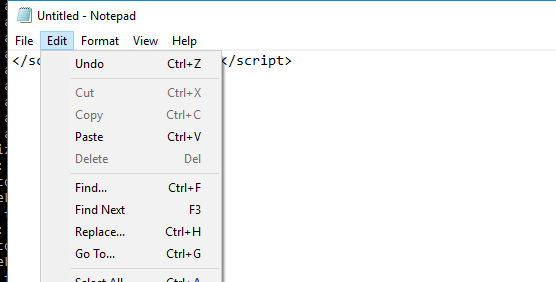 Untitled - Notepad
File Edit Format View Help
</sc </script>
Undo Ctrl+Z
Cut Ctrl+X
Copy Ctrl+C
Paste Ctrl+V
Delete Del
Find... Ctrl+F
Find Next F3
Replace... Ctrl+H
Go To... Ctrl+G
Select All Ctrl+A